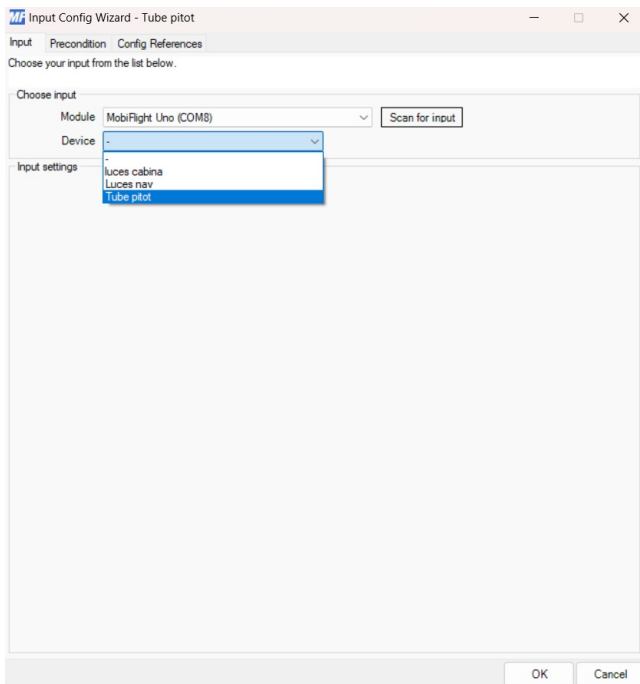 MF Input Config Wizard - Tube pitot
Input Precondition Config References
Choose your input from the list below.
Choose input
Module MobiFlight Uno (COM8) Scan for input
Device -
-
Input settings
luces cabina
Luces nav
Tube pitot
OK Cancel